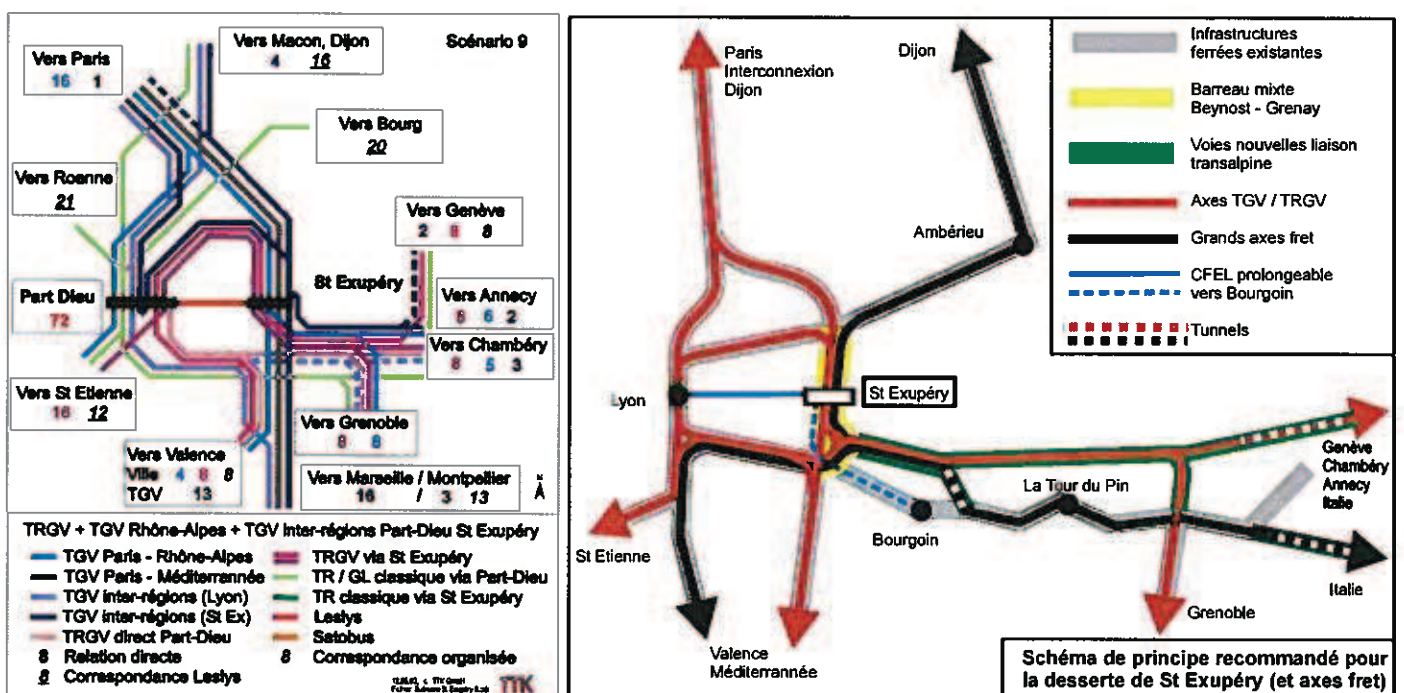 Scénario 9
Vers Macon, Dijon
4 16
Vers Paris
16 1
Vers Bourg
20
Vers Roanne
21
Vers Genève
2 8 8
St Exupéry
Part Dieu
72
Vers Annecy
8 6 2
Vers Chambéry
8 5 3
Vers St Etienne
16 12
Vers Grenoble
8 8
Vers Valence
Ville 4 8 8
TGV 13
Vers Marseille / Montpellier
16 / 3 13
N
TRGV + TGV Rhône-Alpes + TGV inter-régions Part-Dieu St Exupéry
TGV Paris - Rhône-Alpes
TGV Paris - Méditerrannée
TGV inter-régions (Lyon)
TGV inter-régions (St Ex)
TRGV direct Part-Dieu
8 Relation directe
8 Correspondance Leslys
TRGV via St Exupéry
TR / GL classique via Part-Dieu
TR classique via St Exupéry
Leslys
Satobus
8 Correspondance organisée
TTK
Paris
Interconnexion
Dijon
Dijon
Ambérieu
Lyon
St Exupéry
St Etienne
Bourgoin
La Tour du Pin
Genève
Chambéry
Annecy
Italie
Italie
Grenoble
Valence
Méditerrannée
Infrastructures
ferrées existantes
Barreau mixte
Beynost - Grenay
Voies nouvelles liaison
transalpine
Axes TGV / TRGV
Grands axes fret
CFEL prolongeable
vers Bourgoin
Tunnels
Schéma de principe recommandé pour
la desserte de St Exupéry (et axes fret)